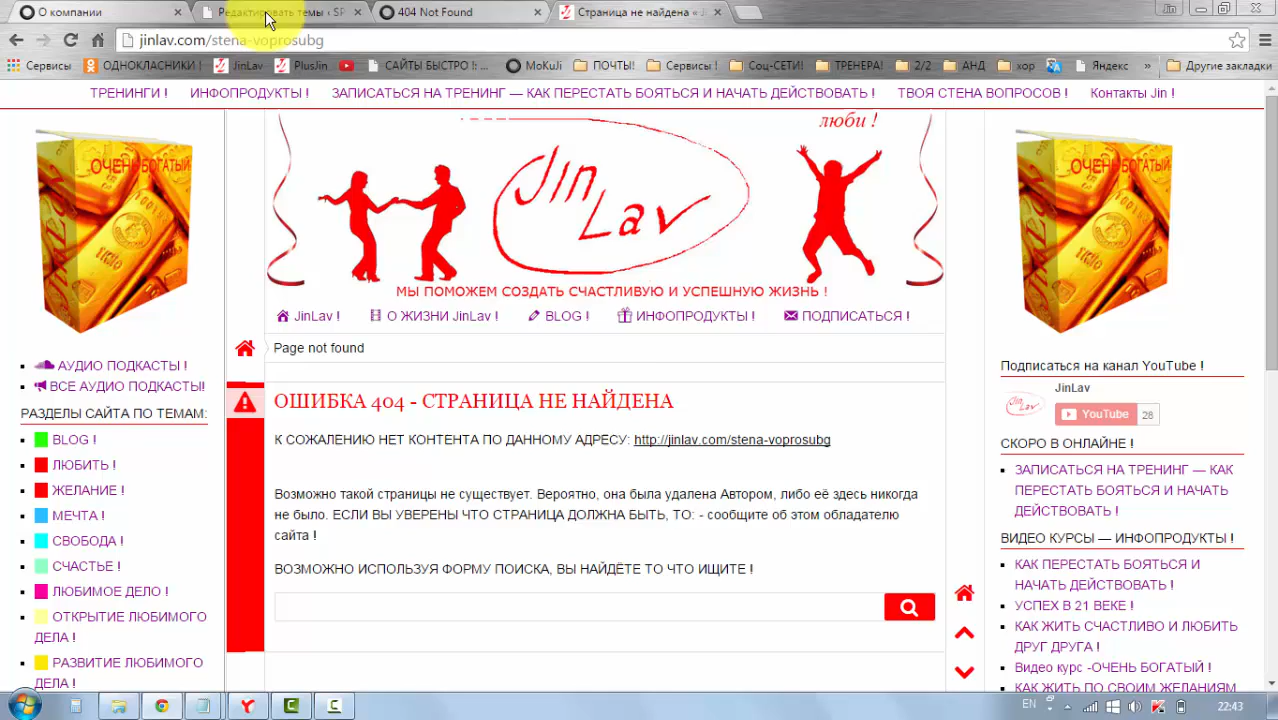 О компании
Редактировать темы ‹ SP
404 Not Found
Страница не найдена « J
Jin
jinlav.com/stena-voprosubg
Сервисы
ОДНОКЛАСНИКИ !
JinLav
PlusJin
САЙТЫ БЫСТРО !: ...
MoKuJi
ПОЧТЫ!
Сервисы !
Соц-СЕТИ!
ТРЕНЕРА!
2/2
АНД
хор
Яндекс
»
Другие закладки
ТРЕНИНГИ !
ИНФОПРОДУКТЫ !
ЗАПИСАТЬСЯ НА ТРЕНИНГ — КАК ПЕРЕСТАТЬ БОЯТЬСЯ И НАЧАТЬ ДЕЙСТВОВАТЬ !
ТВОЯ СТЕНА ВОПРОСОВ !
Контакты Jin !
ОЧЕНЬ БОГАТЫЙ
люби !
Jin
Lav
МЫ ПОМОЖЕМ СОЗДАТЬ СЧАСТЛИВУЮ И УСПЕШНУЮ ЖИЗНЬ !
JinLav !
О ЖИЗНИ JinLav !
BLOG !
ИНФОПРОДУКТЫ !
ПОДПИСАТЬСЯ !
Page not found
ОШИБКА 404 - СТРАНИЦА НЕ НАЙДЕНА
К СОЖАЛЕНИЮ НЕТ КОНТЕНТА ПО ДАННОМУ АДРЕСУ: http://jinlav.com/stena-voprosubg
Возможно такой страницы не существует. Вероятно, она была удалена Автором, либо её здесь никогда
не было. ЕСЛИ ВЫ УВЕРЕНЫ ЧТО СТРАНИЦА ДОЛЖНА БЫТЬ, ТО: - сообщите об этом обладателю
сайта !
ВОЗМОЖНО ИСПОЛЬЗУЯ ФОРМУ ПОИСКА, ВЫ НАЙДЁТЕ ТО ЧТО ИЩИТЕ !
АУДИО ПОДКАСТЫ !
ВСЕ АУДИО ПОДКАСТЫ!
РАЗДЕЛЫ САЙТА ПО ТЕМАМ:
BLOG !
ЛЮБИТЬ !
ЖЕЛАНИЕ !
МЕЧТА !
СВОБОДА !
СЧАСТЬЕ !
ЛЮБИМОЕ ДЕЛО !
ОТКРЫТИЕ ЛЮБИМОГО
ДЕЛА !
РАЗВИТИЕ ЛЮБИМОГО
ДЕЛА !
ОЧЕНЬ БОГАТЫЙ
Подписаться на канал YouTube !
JinLav
YouTube 28
СКОРО В ОНЛАЙНЕ !
ЗАПИСАТЬСЯ НА ТРЕНИНГ — КАК
ПЕРЕСТАТЬ БОЯТЬСЯ И НАЧАТЬ
ДЕЙСТВОВАТЬ !
ВИДЕО КУРСЫ — ИНФОПРОДУКТЫ !
КАК ПЕРЕСТАТЬ БОЯТЬСЯ И
НАЧАТЬ ДЕЙСТВОВАТЬ !
УСПЕХ В 21 ВЕКЕ !
КАК ЖИТЬ СЧАСТЛИВО И ЛЮБИТЬ
ДРУГ ДРУГА !
Видео курс -ОЧЕНЬ БОГАТЫЙ !
КАК ЖИТЬ ПО СВОИМ ЖЕЛАНИЯМ
EN
22:43